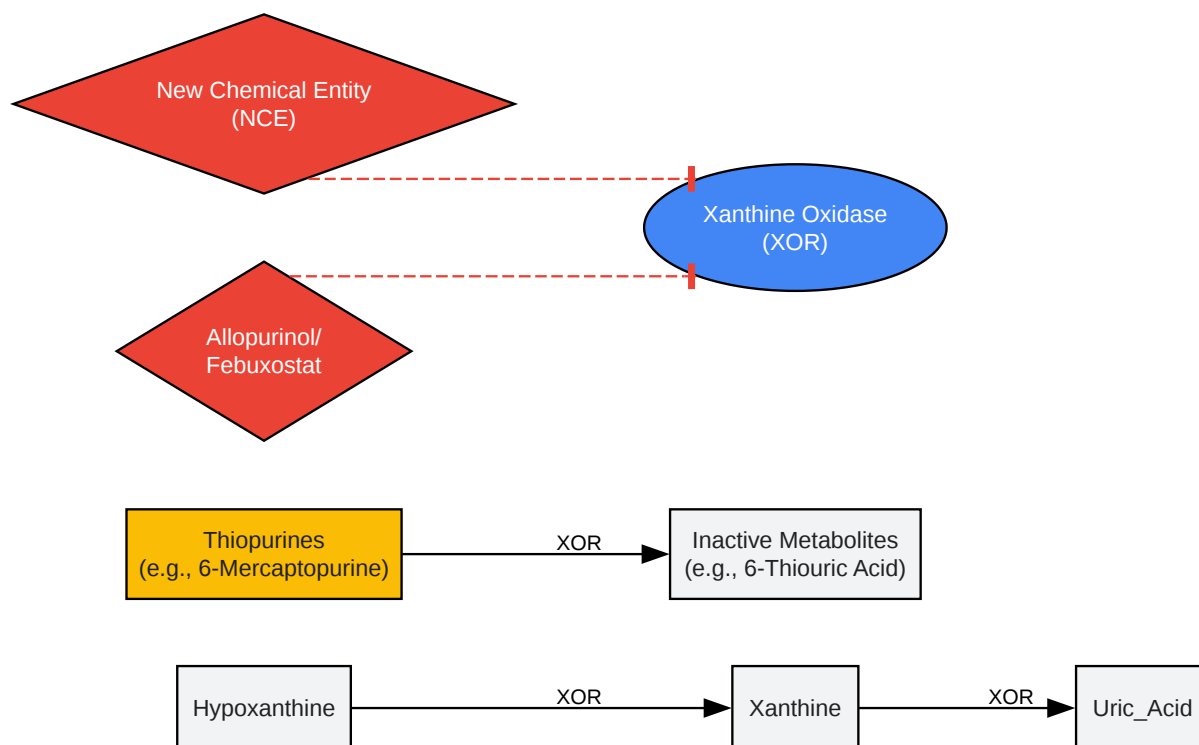 New Chemical Entity
(NCE)
Xanthine Oxidase
(XOR)
Allopurinol/
Febuxostat
Thiopurines
(e.g., 6-Mercaptopurine)
XOR
Inactive Metabolites
(e.g., 6-Thiouric Acid)
Hypoxanthine
XOR
Xanthine
XOR
Uric_Acid